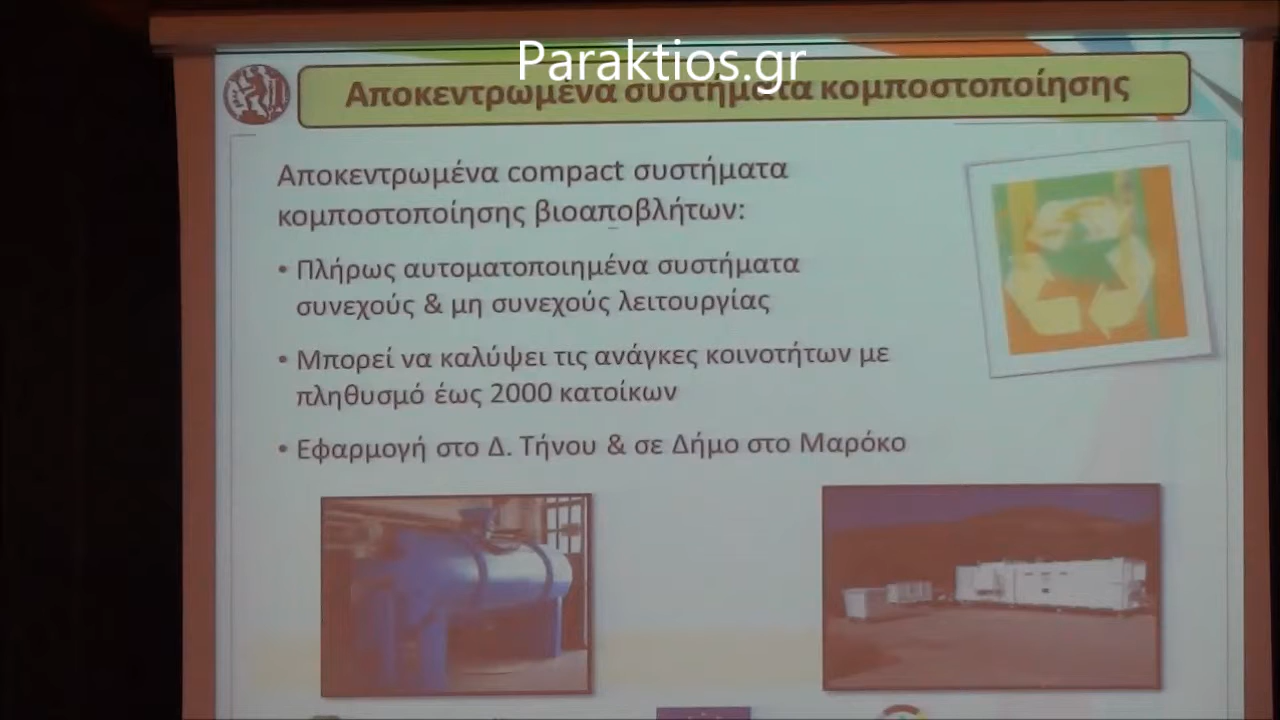 Paraktios.gr
Αποκεντρωμένα συστήματα κομποστοποίησης
Αποκεντρωμένα compact συστήματα
κομποστοποίησης βιοαποβλήτων:
• Πλήρως αυτοματοποιημένα συστήματα
συνεχούς & μη συνεχούς λειτουργίας
• Μπορεί να καλύψει τις ανάγκες κοινοτήτων με
πληθυσμό έως 2000 κατοίκων
• Εφαρμογή στο Δ. Τήνου & σε Δήμο στο Μαρόκο